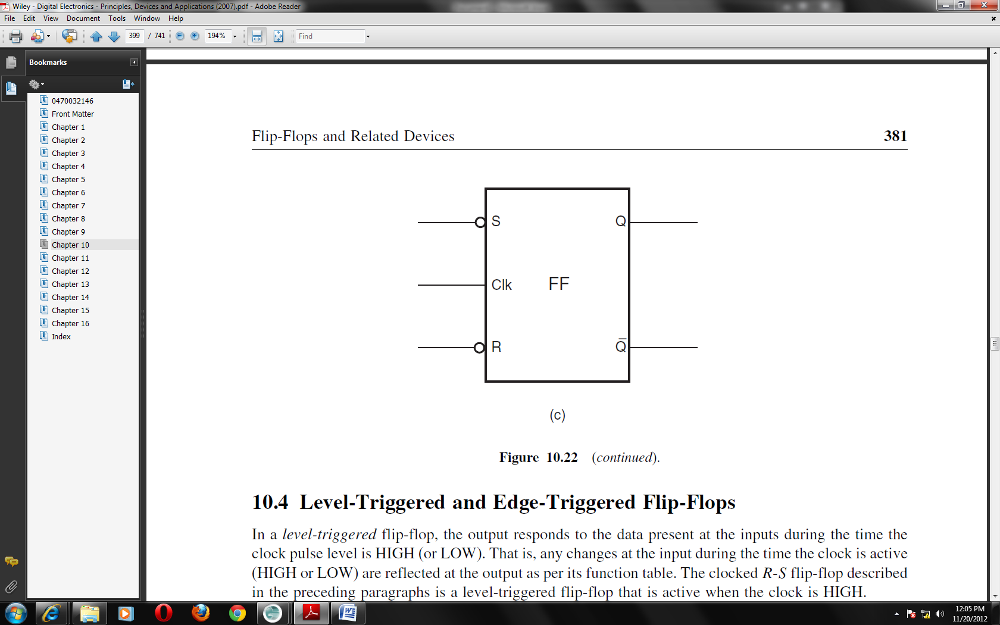 Wiley - Digital Electronics - Principles, Devices and Applications (2007).pdf - Adobe Reader
File Edit View Document Tools Window Help
399 / 741 194% Find
Bookmarks
0470032146
Front Matter
Chapter 1
Chapter 2
Chapter 3
Chapter 4
Chapter 5
Chapter 6
Chapter 7
Chapter 8
Chapter 9
Chapter 10
Chapter 11
Chapter 12
Chapter 13
Chapter 14
Chapter 15
Chapter 16
Index
Flip-Flops and Related Devices 381
S Q
Clk FF
R Q̅
(c)
Figure 10.22 (continued).
10.4 Level-Triggered and Edge-Triggered Flip-Flops
In a level-triggered flip-flop, the output responds to the data present at the inputs during the time the
clock pulse level is HIGH (or LOW). That is, any changes at the input during the time the clock is active
(HIGH or LOW) are reflected at the output as per its function table. The clocked R-S flip-flop described
in the preceding paragraphs is a level-triggered flip-flop that is active when the clock is HIGH.
12:05 PM
11/20/2012